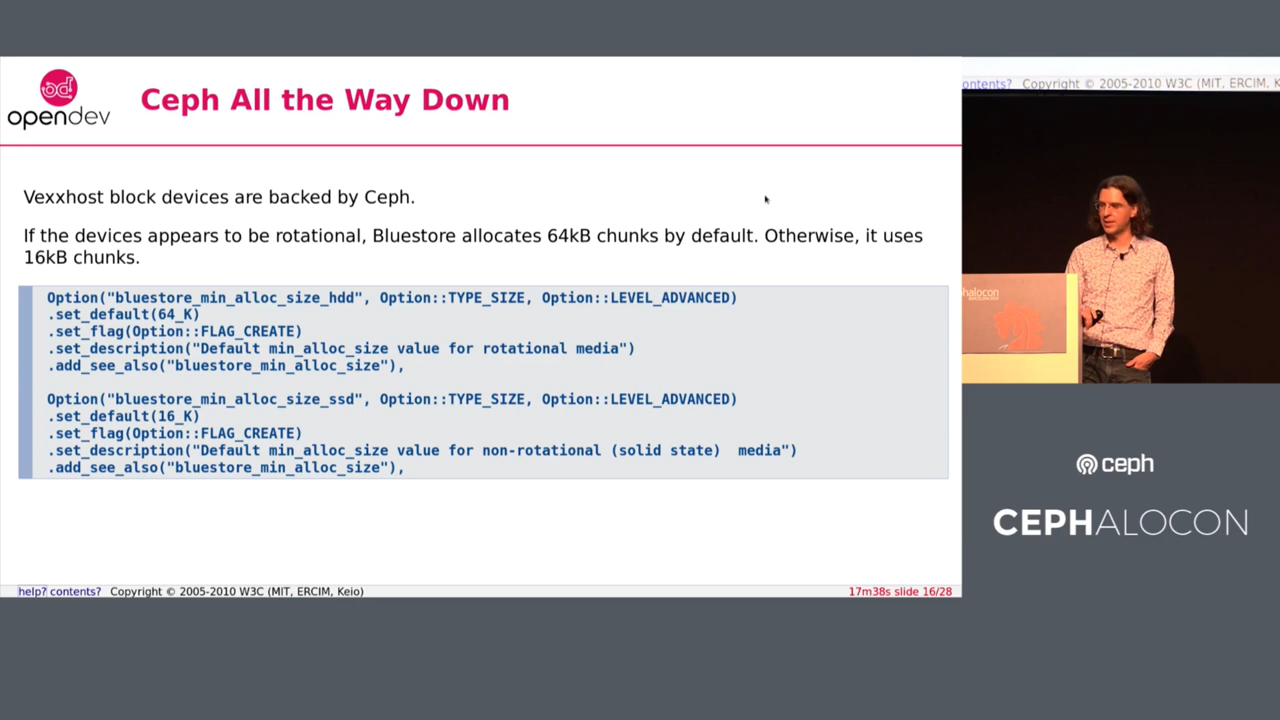 opendev
Ceph All the Way Down
Vexxhost block devices are backed by Ceph.
If the devices appears to be rotational, Bluestore allocates 64kB chunks by default. Otherwise, it uses
16kB chunks.
Option("bluestore_min_alloc_size_hdd", Option::TYPE_SIZE, Option::LEVEL_ADVANCED)
.set_default(64_K)
.set_flag(Option::FLAG_CREATE)
.set_description("Default min_alloc_size value for rotational media")
.add_see_also("bluestore_min_alloc_size"),
Option("bluestore_min_alloc_size_ssd", Option::TYPE_SIZE, Option::LEVEL_ADVANCED)
.set_default(16_K)
.set_flag(Option::FLAG_CREATE)
.set_description("Default min_alloc_size value for non-rotational (solid state)  media")
.add_see_also("bluestore_min_alloc_size"),
help? contents? Copyright © 2005-2010 W3C (MIT, ERCIM, Keio)
17m38s slide 16/28
ontents? Copyright © 2005-2010 W3C (MIT, ERCIM, K
halocon
ceph
CEPHALOCON